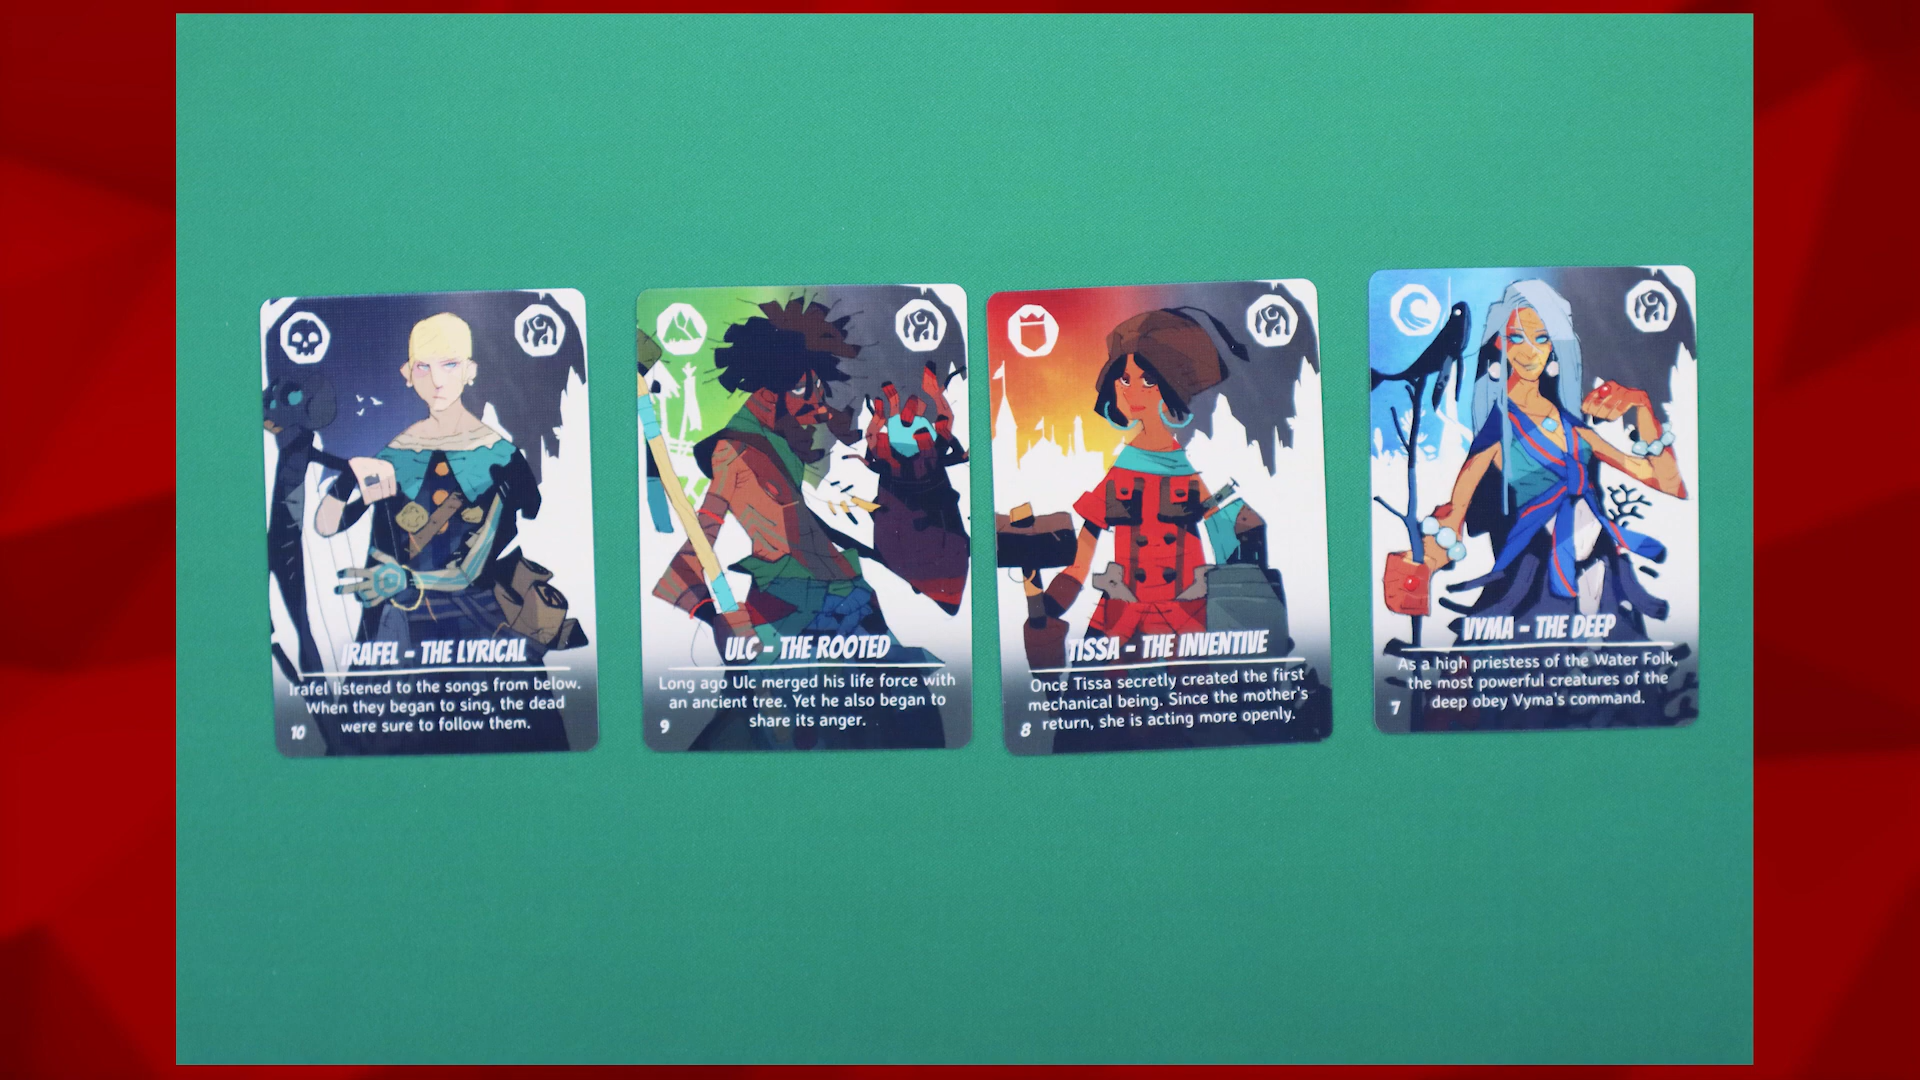 IRAFEL - THE LYRICAL
Irafel listened to the songs from below.
When they began to sing, the dead
were sure to follow them.
10
ULC - THE ROOTED
Long ago Ulc merged his life force with
an ancient tree. Yet he also began to
share its anger.
9
TISSA - THE INVENTIVE
Once Tissa secretly created the first
mechanical being. Since the mother's
return, she is acting more openly.
8
VYMA - THE DEEP
As a high priestess of the Water Folk,
the most powerful creatures of the
deep obey Vyma's command.
7